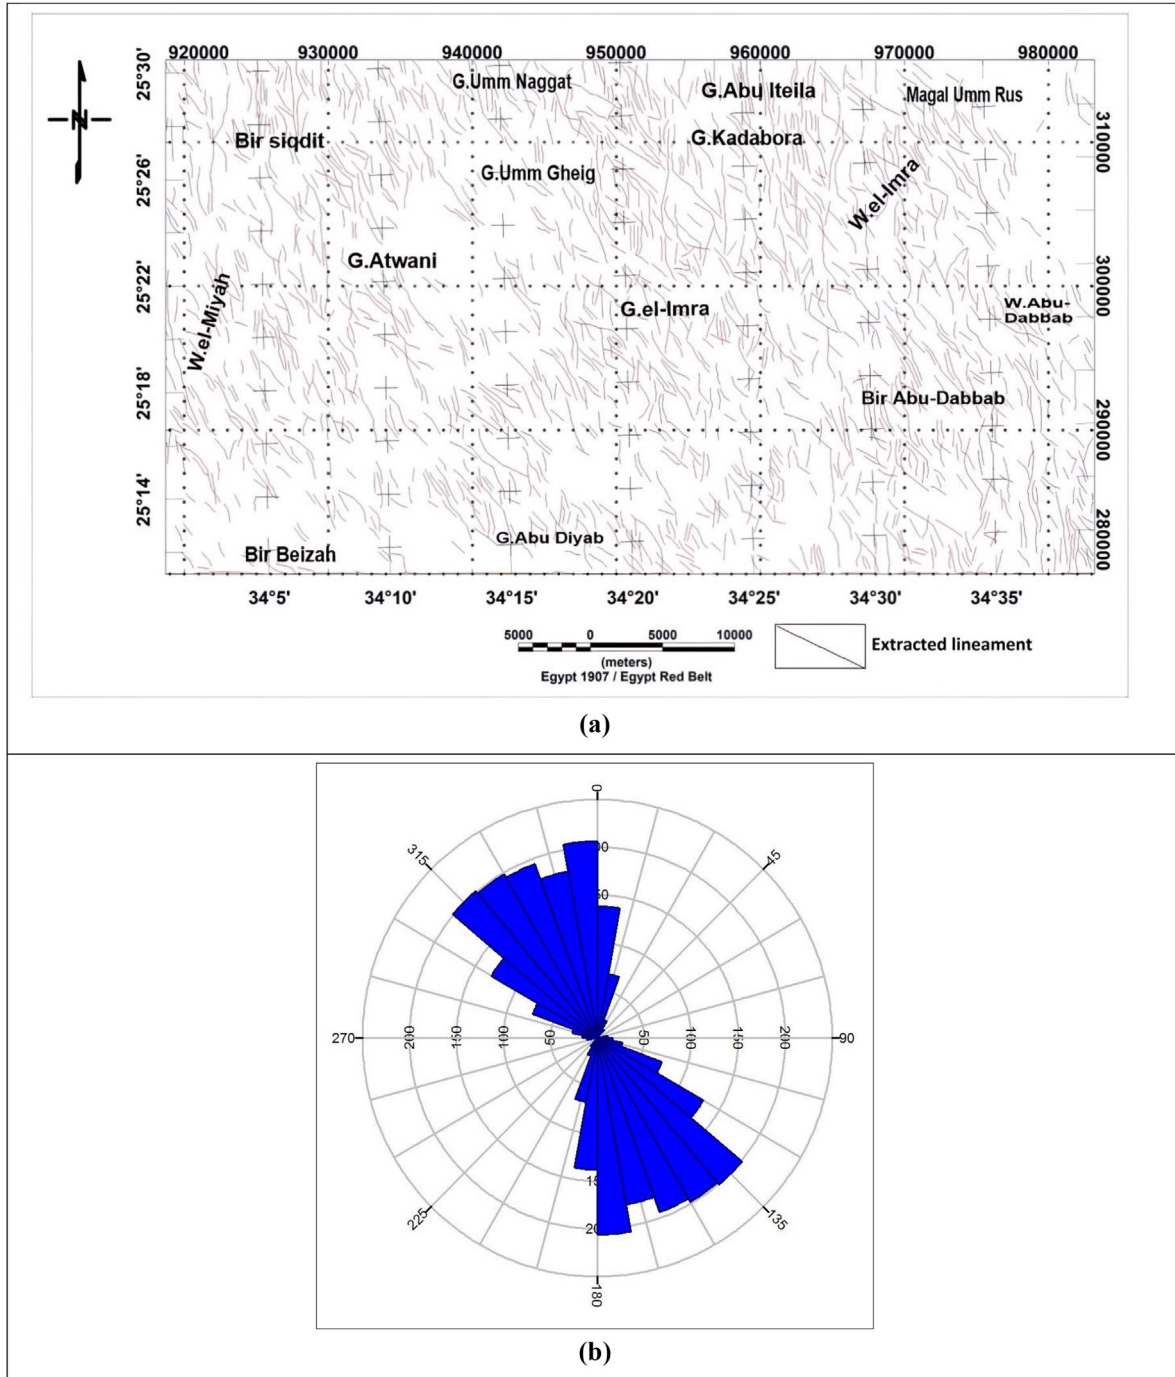 920000 930000 940000 950000 960000 970000 980000
25°30'
G.Umm Naggat
G.Abu Iteila
Magal Umm Rus
N
Bir siqdit
G.Kadabora
310000
25°26'
G.Umm Gheig
W.el-Imra
G.Atwani
25°22'
300000
W.el-Miyah
G.el-Imra
W.Abu-
Dabbab
25°18'
Bir Abu-Dabbab
290000
25°14'
G.Abu Diyab
280000
Bir Beizah
34°5' 34°10' 34°15' 34°20' 34°25' 34°30' 34°35'
5000 0 5000 10000
(meters)
Egypt 1907 / Egypt Red Belt
Extracted lineament
(a)
0
315
45
270
200
150
100
50
50
100
150
200
90
225
135
180
(b)